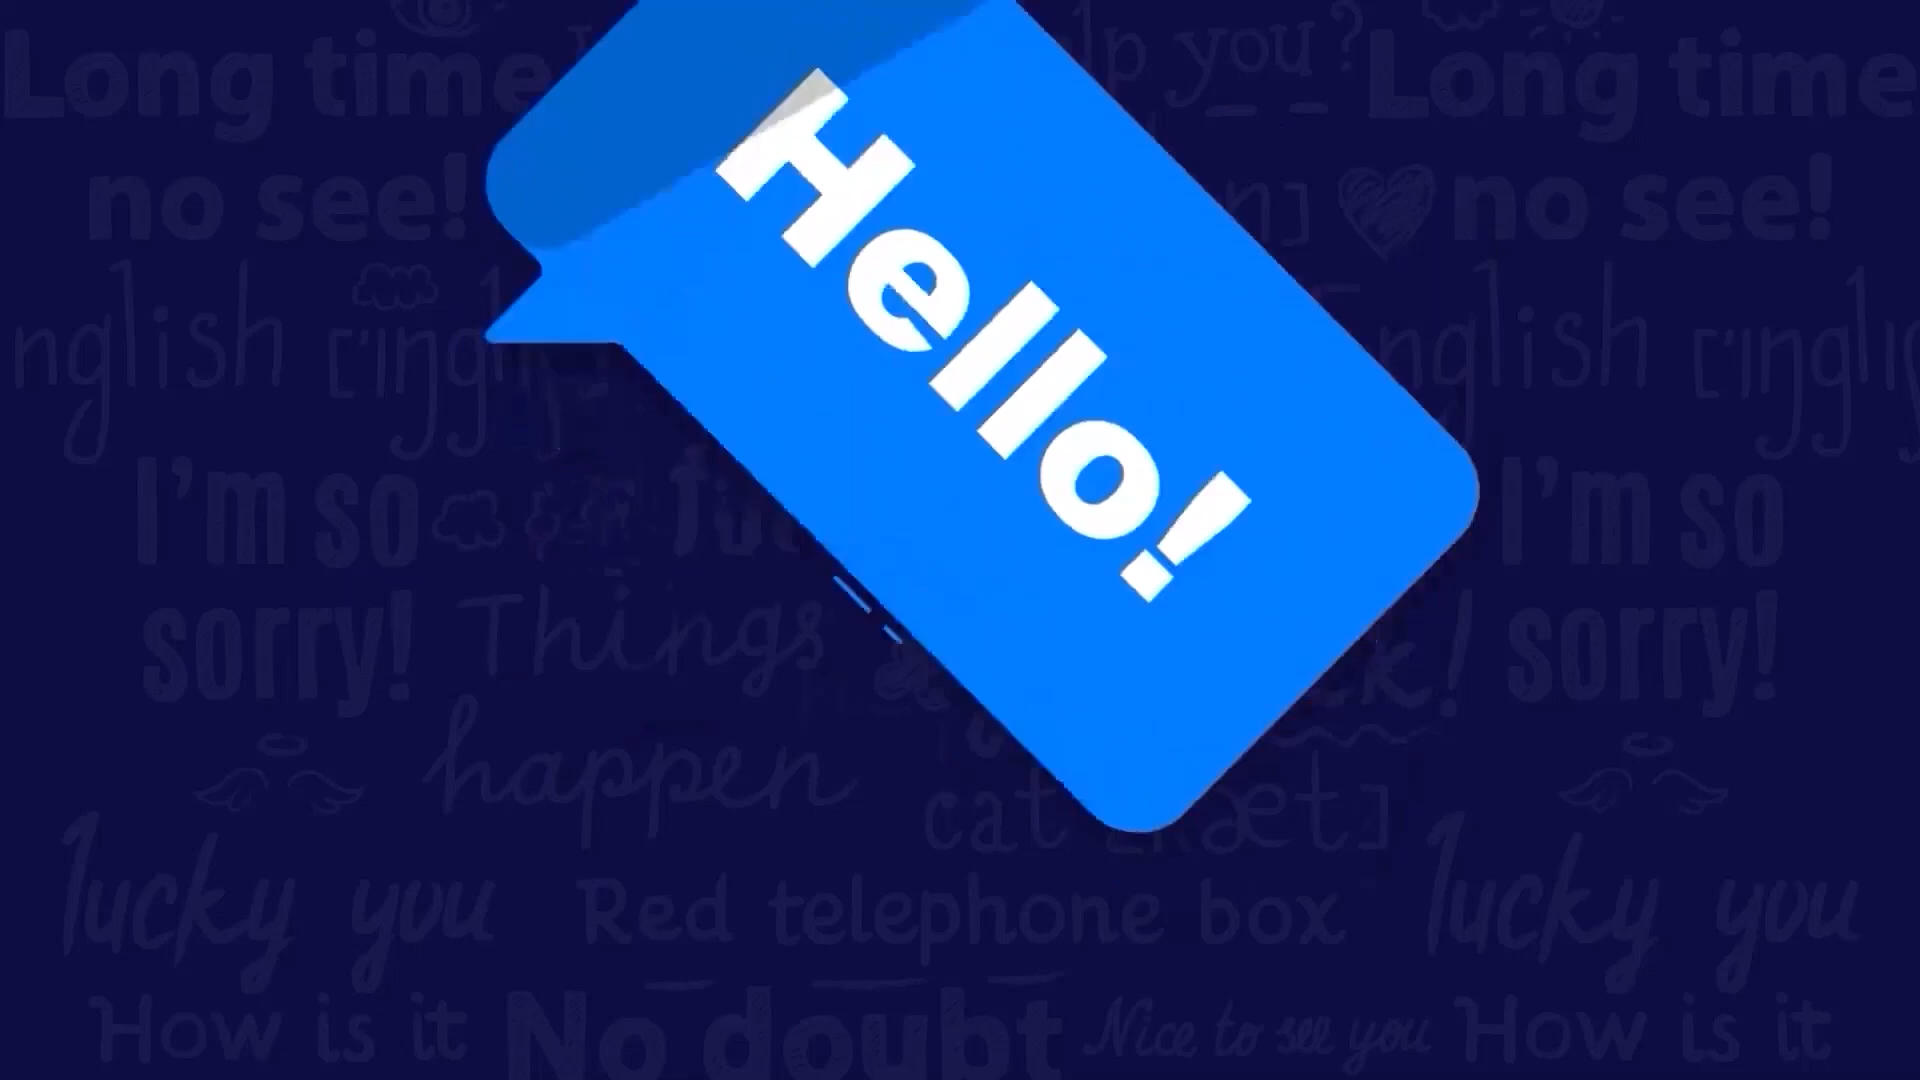 Hello!
Long time
no see!
p you?
Long time
no see!
nglish
nglish
I'm so
sorry!
Things
happen
I'm so
sorry!
cat
lucky you
Red telephone box
lucky you
How is it
No doubt
Nice to see you
How is it